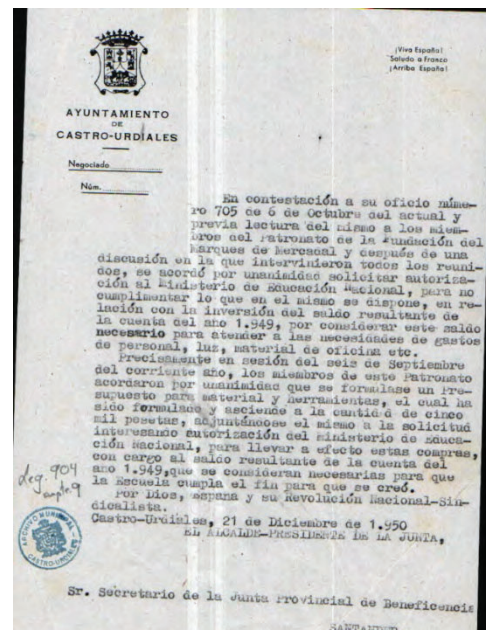 ¡Viva España!
Saludo a Franco
¡Arriba España!
AYUNTAMIENTO
DE
CASTRO-URDIALES
Negociado
Núm.
En contestación a su oficio núme-
ro 705 de 6 de Octubre del actual y
previa lectura del mismo a los miem-
bros del Patronato de la Fundación del
Marques de Mercadal y después de una
discusión en la que intervinieron todos los reuni-
dos, se acordó por unanimidad solicitar autoriza-
ción al Ministerio de Educación Nacional, para no
cumplimentar lo que en el mismo se dispone, en re-
lación con la inversión del saldo resultante de
la cuenta del año 1.949, por considerar este saldo
necesario para atender a las necesidades de gastos
de personal, luz, material de oficina etc.
Precisamente en sesión del seis de Septiembre
del corriente año, los miembros de este Patronato
acordaron por unanimidad que se formulase un Pre-
supuesto para material y herramientas, el cual ha
sido formulado y asciende a la cantidad de cinco
mil pesetas, adjuntándose el mismo a la solicitud
interesando autorización del Ministerio de Educa-
ción Nacional, para llevar a efecto estas compras,
con cargo al saldo resultante de la cuenta del
año 1.949, que se consideran necesarias para que
la Escuela cumpla el fin para que se creó.
Por Dios, España y su Revolución Nacional-Sin-
dicalista.
Castro-Urdiales, 21 de Diciembre de 1.950
EL ALCALDE-PRESIDENTE DE LA JUNTA,
leg. 904
ARCHIVO MUNICIPAL
CASTRO-URDIALES
Sr. Secretario de la Junta Provincial de Beneficencia
SANTANDER